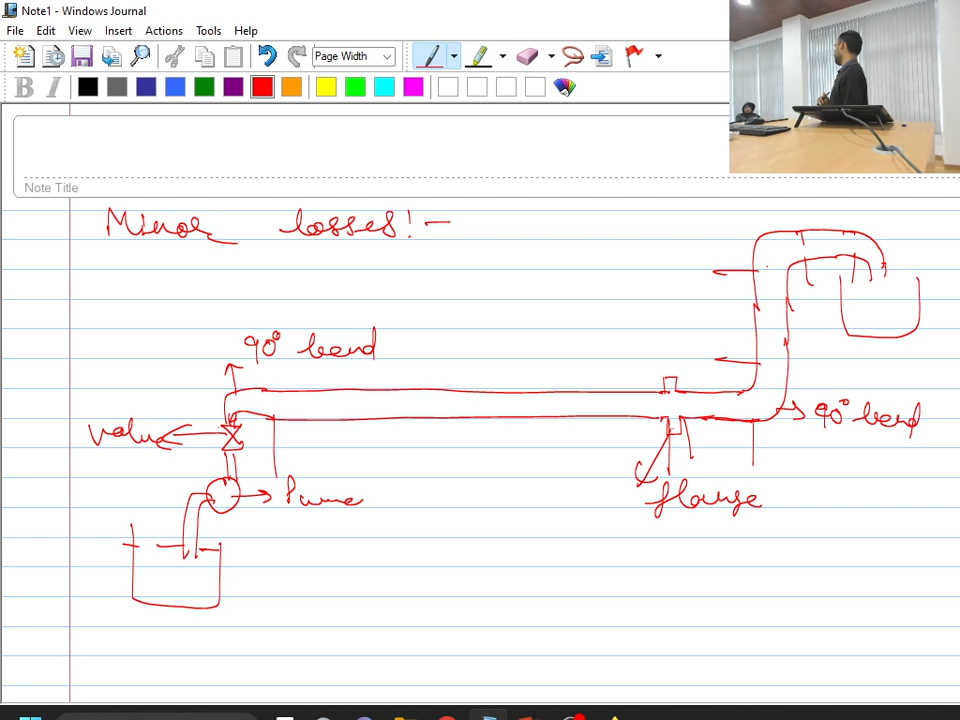 Note1 - Windows Journal
File Edit View Insert Actions Tools Help
Page Width
B I
Note Title
Minor losses:-
90° bend
Valve
90° bend
Pump
flange